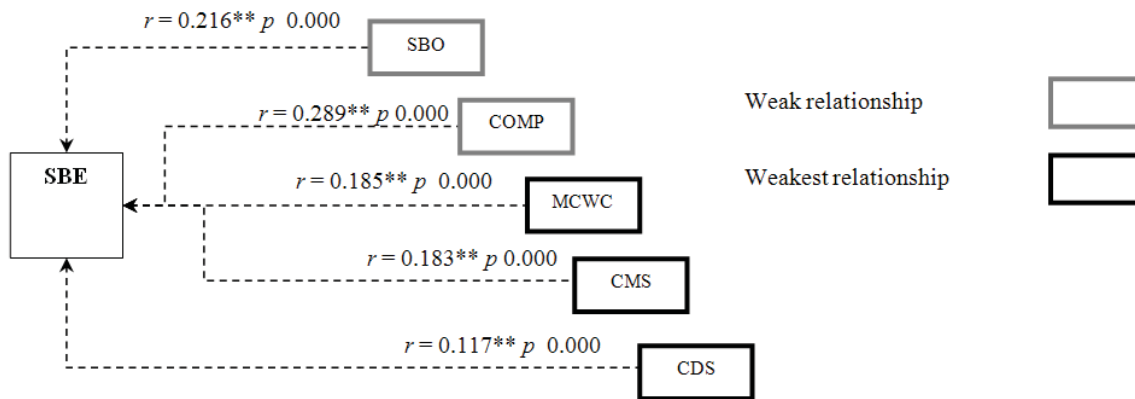 r = 0.216** p 0.000
SBO
r = 0.289** p 0.000
COMP
Weak relationship
SBE
r = 0.185** p 0.000
MCWC
Weakest relationship
r = 0.183** p 0.000
CMS
r = 0.117** p 0.000
CDS